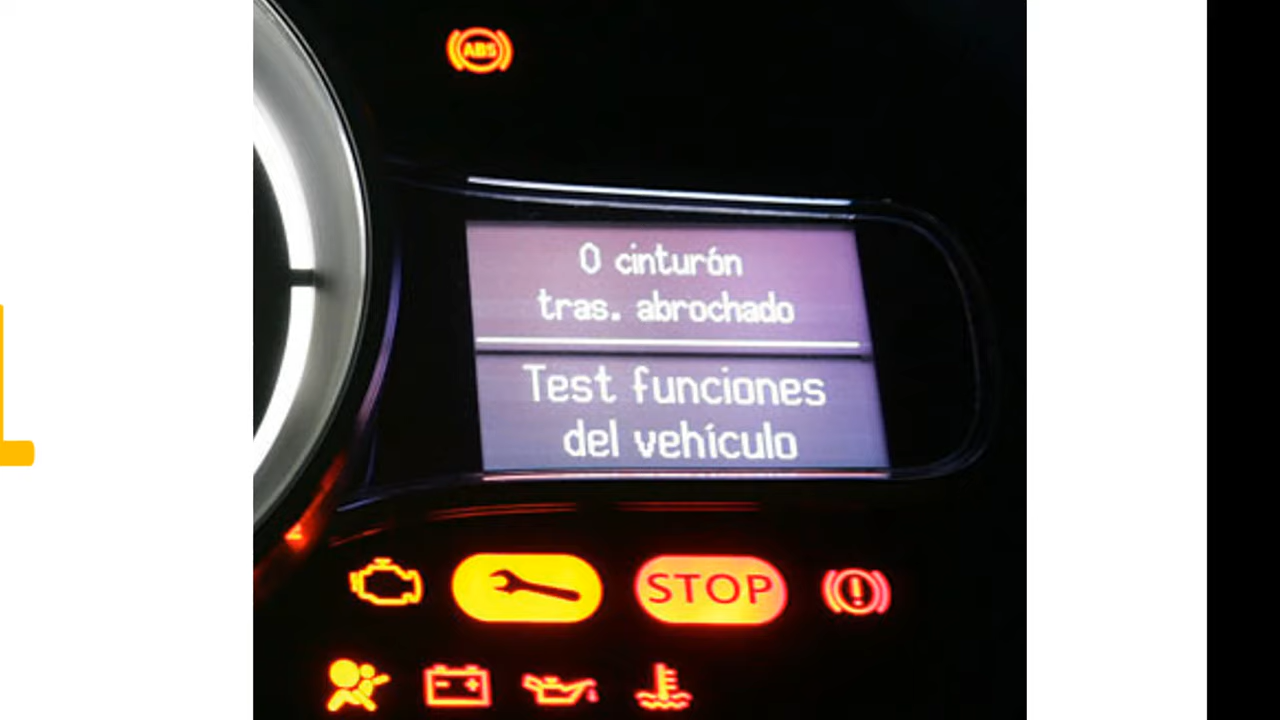 ABS
0 cinturón
tras. abrochado
Test funciones
del vehículo
STOP